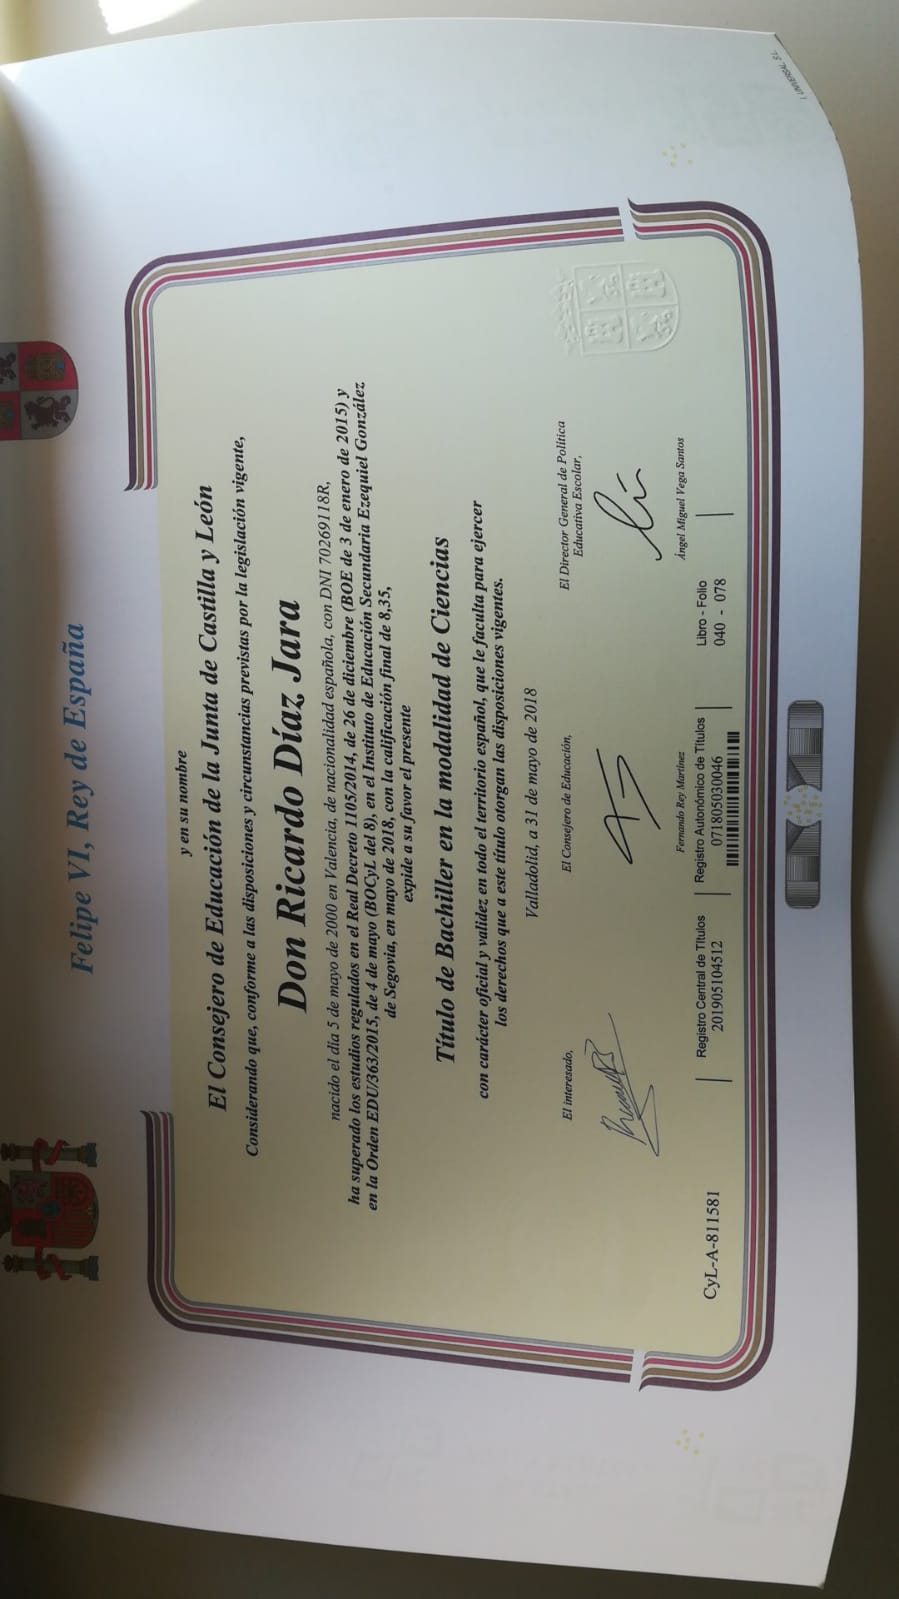 Felipe VI, Rey de España
y en su nombre
El Consejero de Educación de la Junta de Castilla y León
Considerando que, conforme a las disposiciones y circunstancias previstas por la legislación vigente,
Don Ricardo Díaz Jara
nacido el día 5 de mayo de 2000 en Valencia, de nacionalidad española, con DNI 70269118R,
ha superado los estudios regulados en el Real Decreto 1105/2014, de 26 de diciembre (BOE de 3 de enero de 2015) y
en la Orden EDU/363/2015, de 4 de mayo (BOCyL del 8), en el Instituto de Educación Secundaria Ezequiel González
de Segovia, en mayo de 2018, con la calificación final de 8,35,
expide a su favor el presente
Título de Bachiller en la modalidad de Ciencias
con carácter oficial y validez en todo el territorio español, que le faculta para ejercer
los derechos que a este título otorgan las disposiciones vigentes.
Valladolid, a 31 de mayo de 2018
El interesado,
El Consejero de Educación,
El Director General de Política
Educativa Escolar,
Fernando Rey Martínez
Ángel Miguel Vega Santos
CyL-A-811581
Registro Central de Títulos
201905104512
Registro Autonómico de Títulos
071805030046
Libro - Folio
040 - 078
UNIVERSAL, S.L.